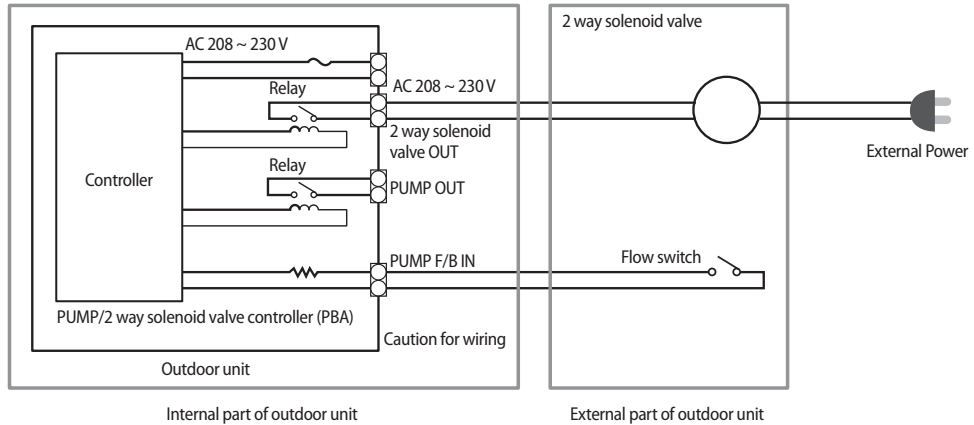 2 way solenoid valve
AC 208 ~ 230 V
Relay
AC 208 ~ 230 V
2 way solenoid
valve OUT
External Power
Relay
Controller
PUMP OUT
PUMP F/B IN
Flow switch
PUMP/2 way solenoid valve controller (PBA)
Caution for wiring
Outdoor unit
Internal part of outdoor unit
External part of outdoor unit